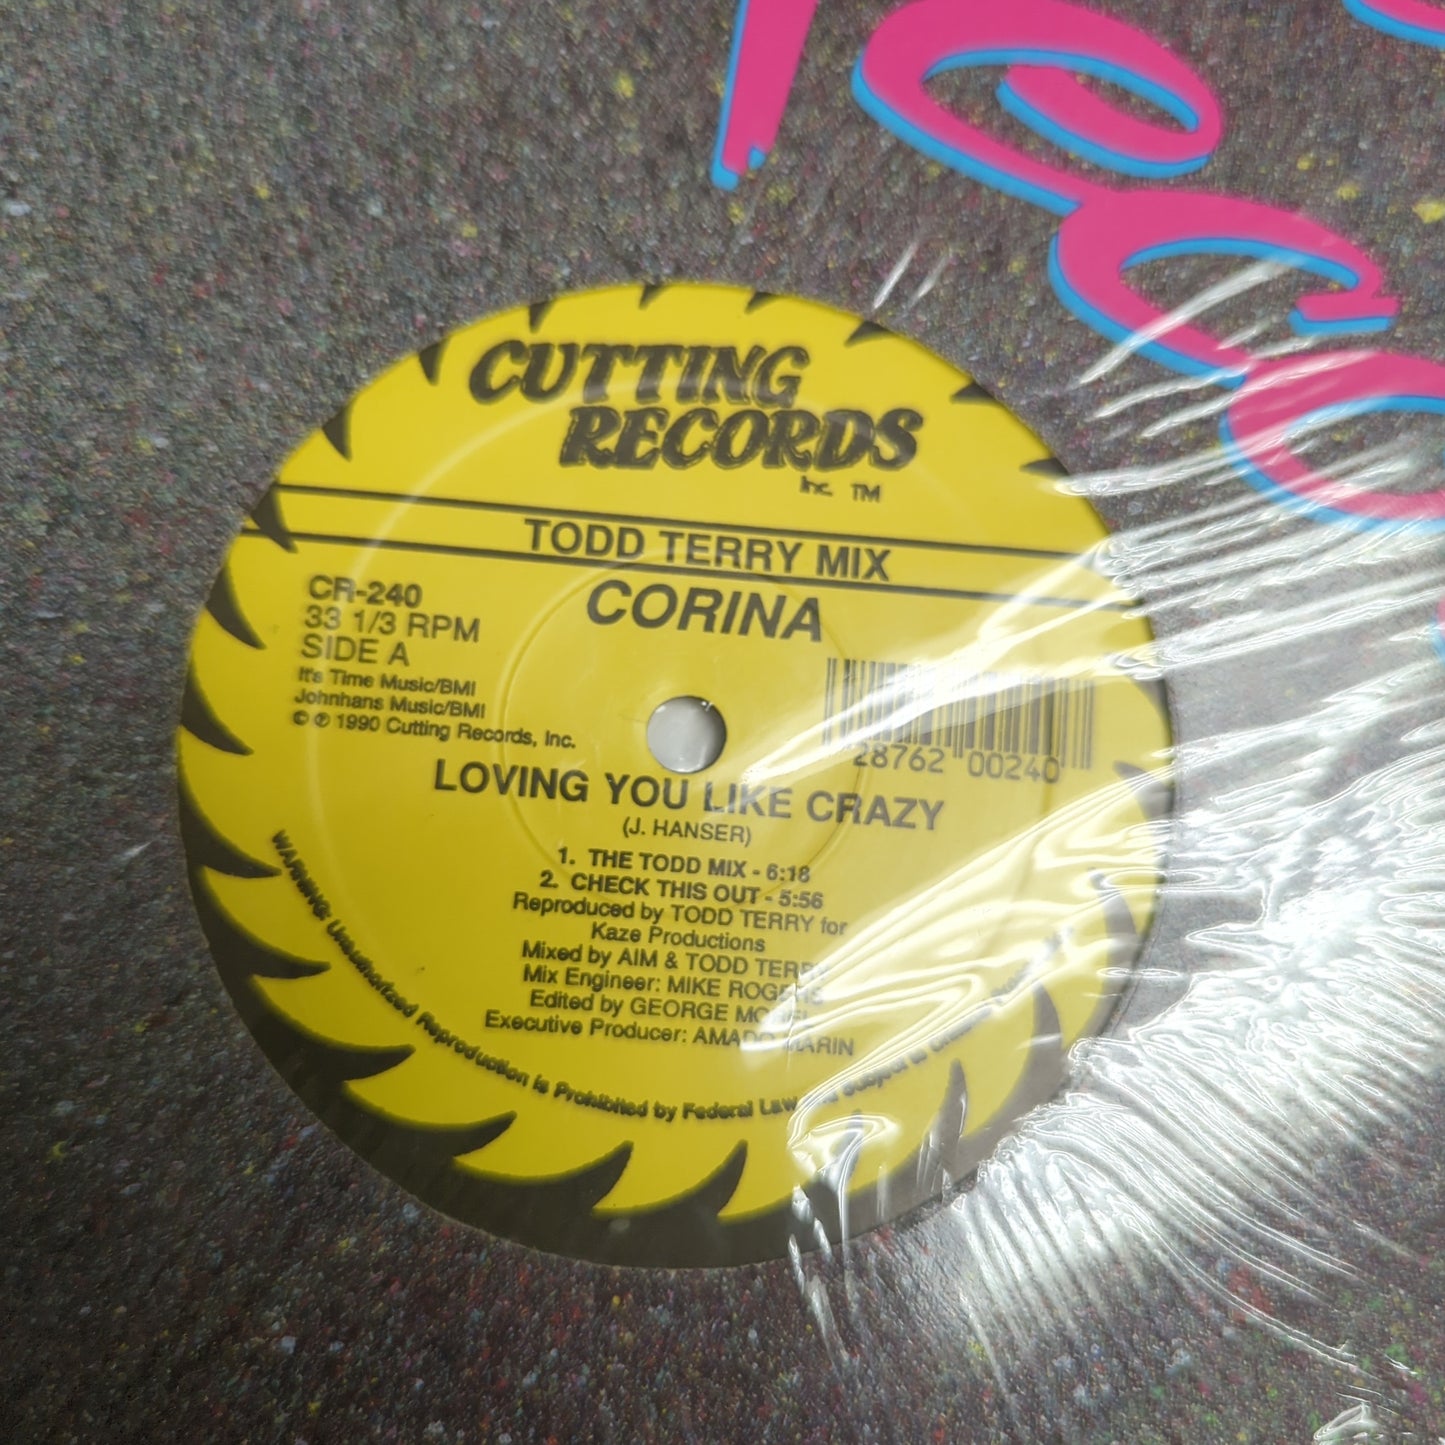 CUTTING
RECORDS
Inc. TM
TODD TERRY MIX
CORINA
CR-240
33 1/3 RPM
SIDE A
It's Time Music/BMI
Johnhans Music/BMI
© ℗ 1990 Cutting Records, Inc.
28762 00240
LOVING YOU LIKE CRAZY
(J. HANSER)
1. THE TODD MIX - 6:18
2. CHECK THIS OUT - 5:56
Reproduced by TODD TERRY for
Kaze Productions
Mixed by AIM & TODD TERRY
Mix Engineer: MIKE ROGERS
Edited by GEORGE MOREL
Executive Producer: AMADO MARIN
WARNING: Unauthorized Reproduction is Prohibited by Federal Law and subject to